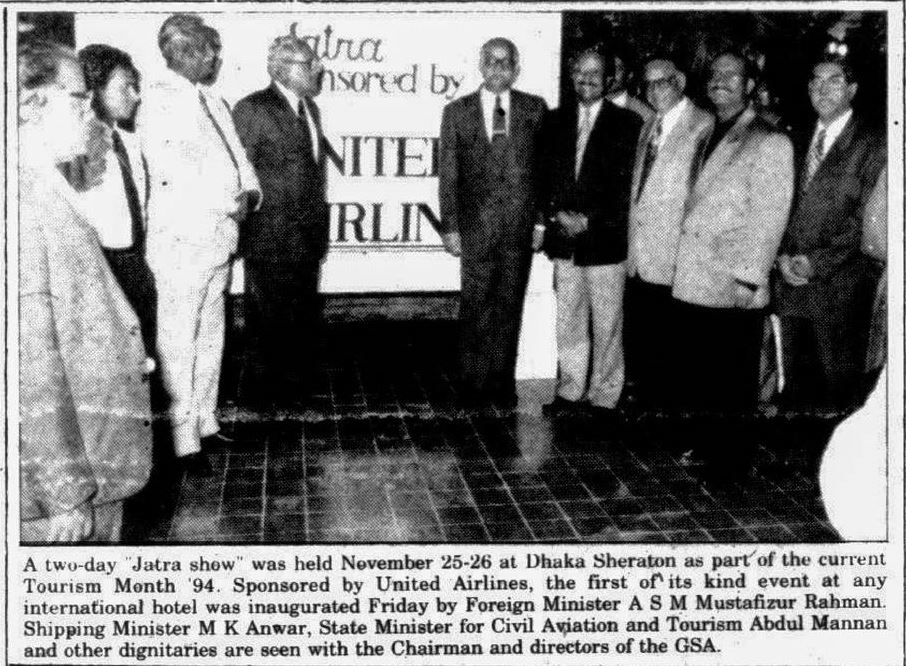 Jatra
nsored by
NITED
IRLIN
A two-day "Jatra show" was held November 25-26 at Dhaka Sheraton as part of the current
Tourism Month '94. Sponsored by United Airlines, the first of its kind event at any
international hotel was inaugurated Friday by Foreign Minister A S M Mustafizur Rahman.
Shipping Minister M K Anwar, State Minister for Civil Aviation and Tourism Abdul Mannan
and other dignitaries are seen with the Chairman and directors of the GSA.